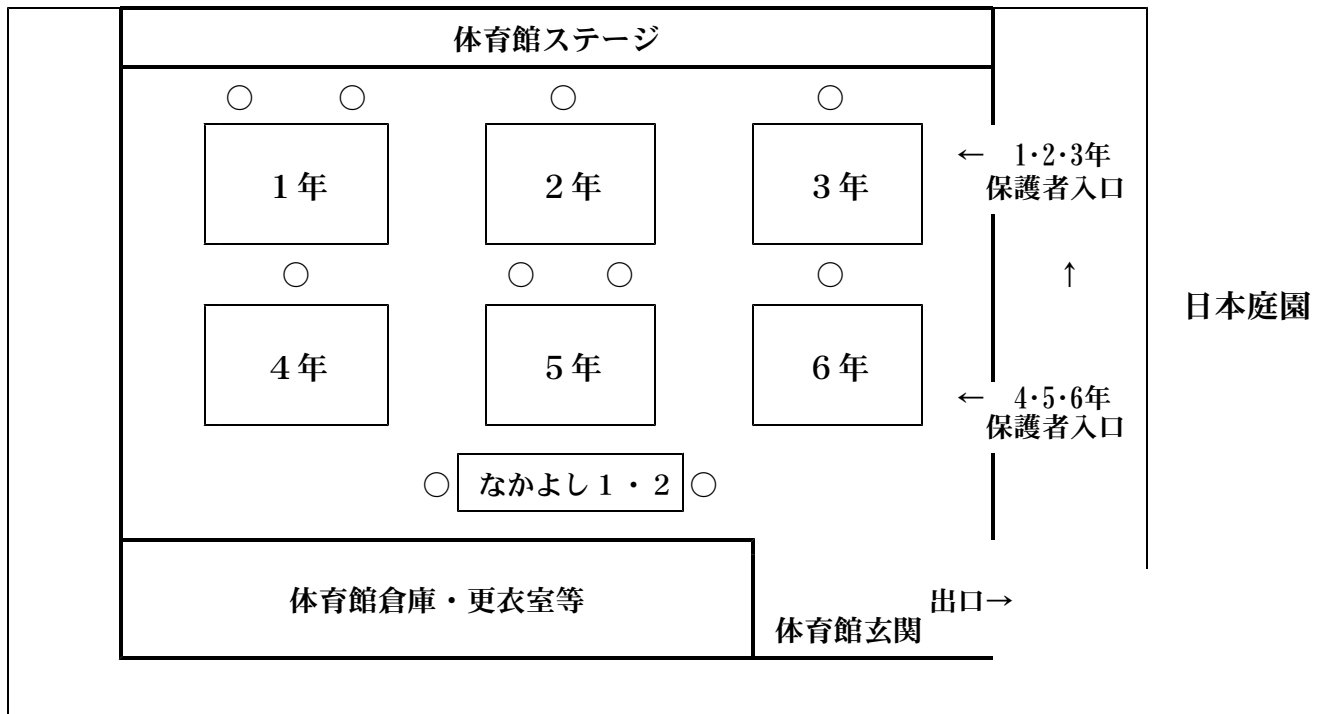 体育館ステージ
○ ○ ○ ○
１年 ２年 ３年
← 1･2･3年
保護者入口
○ ○ ○ ○
↑
日本庭園
４年 ５年 ６年
← 4･5･6年
保護者入口
○ なかよし１・２ ○
体育館倉庫・更衣室等
出口→
体育館玄関